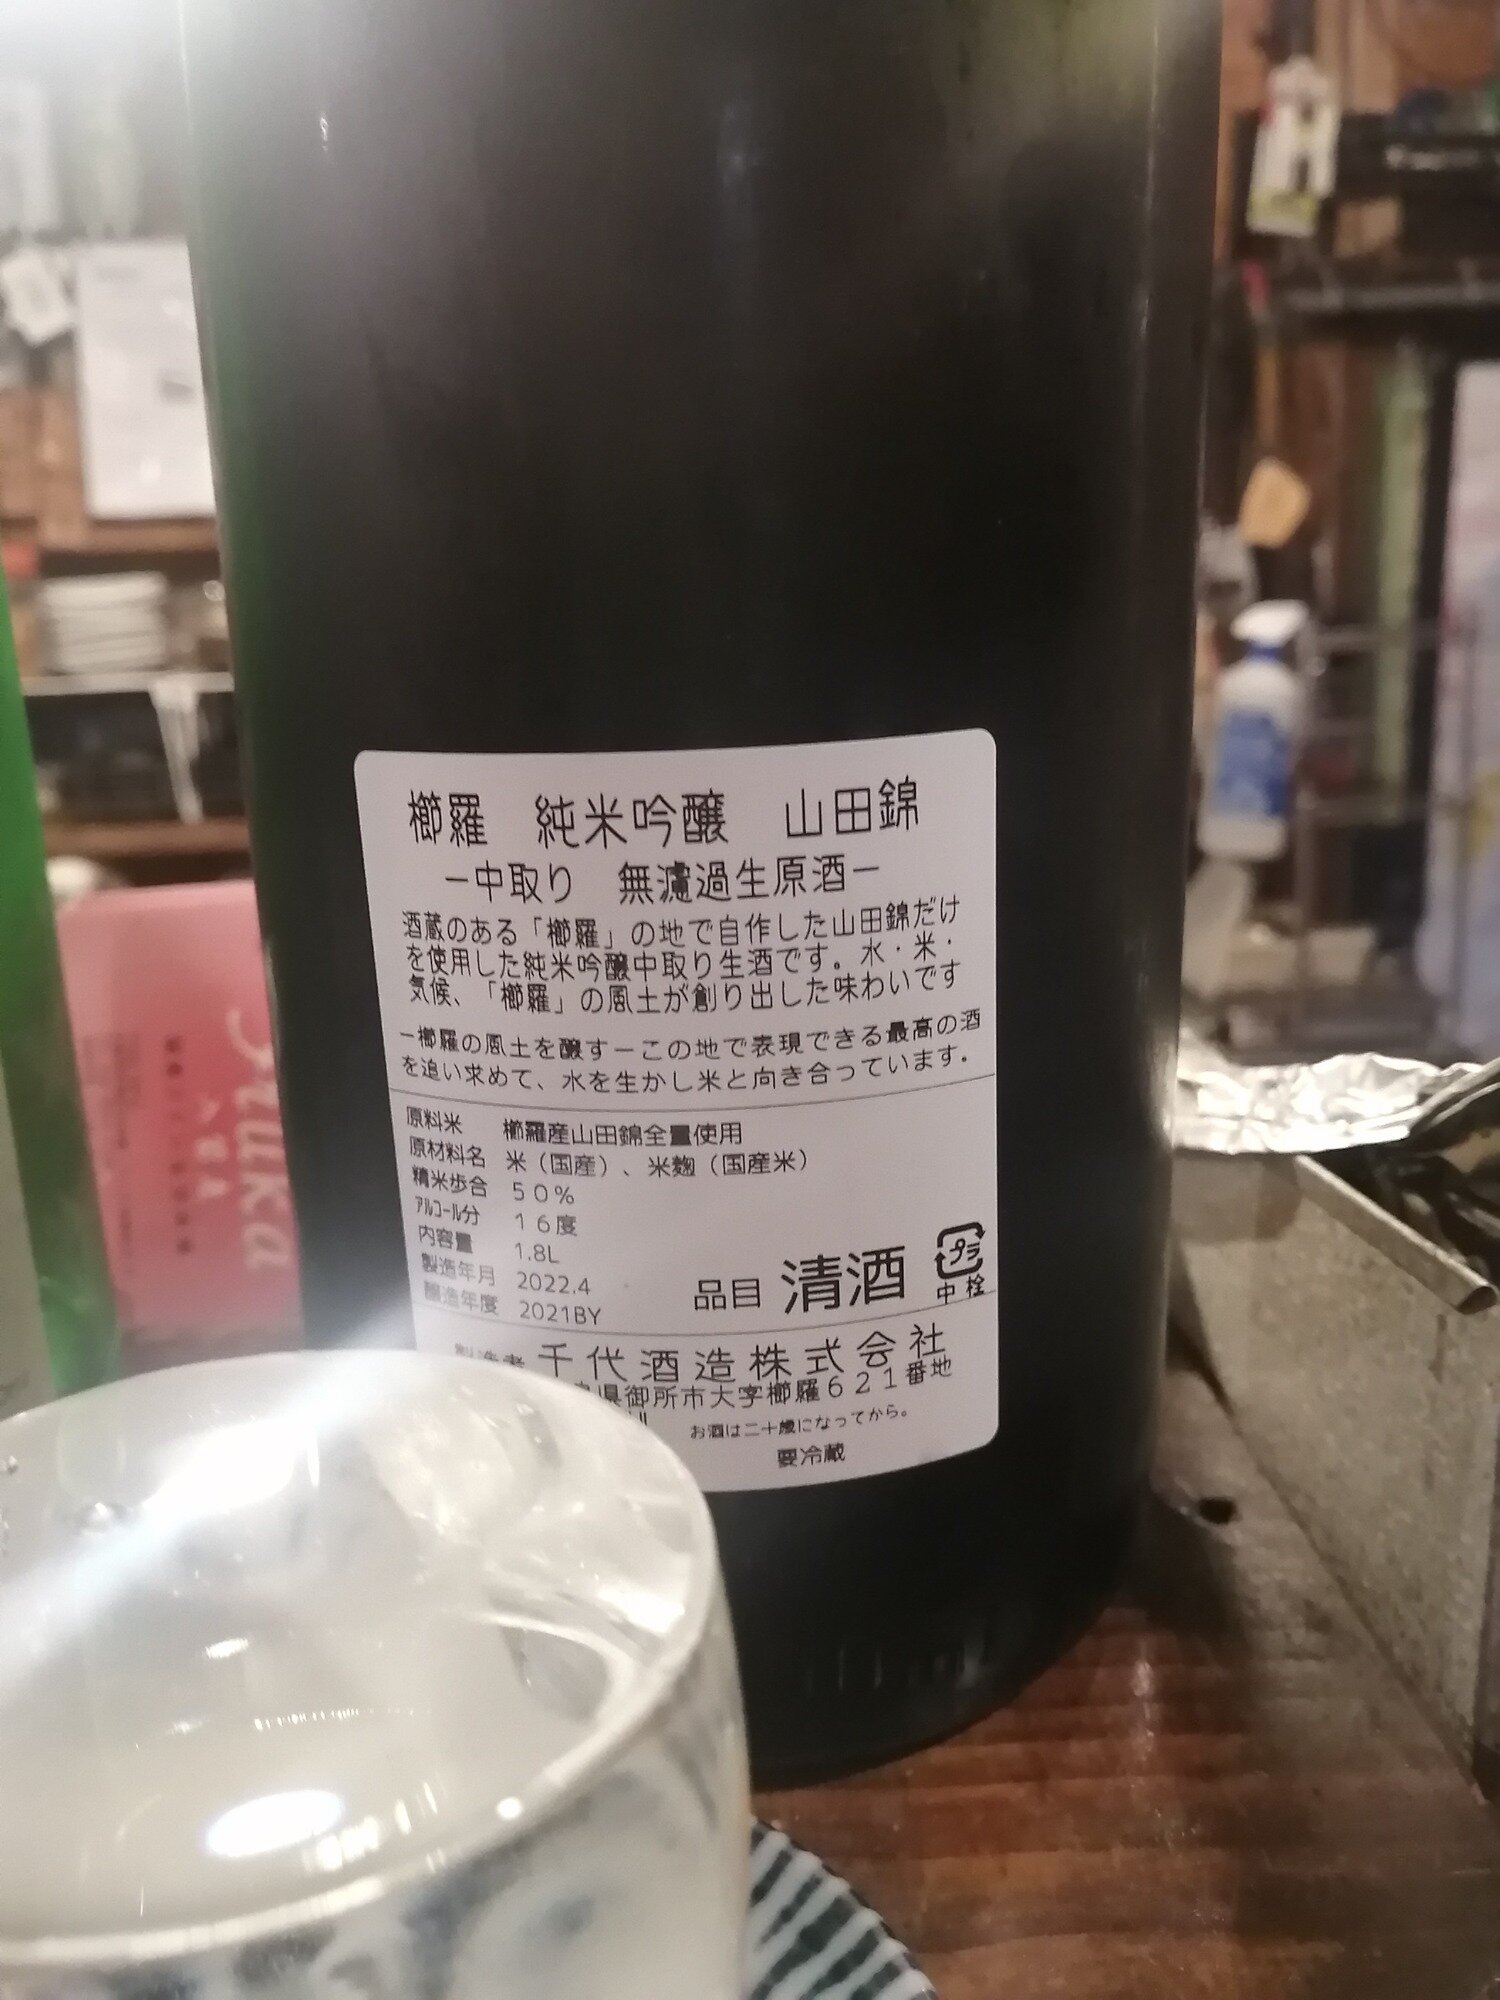 櫛羅 純米吟醸 山田錦
−中取り 無濾過生原酒−
酒蔵のある「櫛羅」の地で自作した山田錦だけ
を使用した純米吟醸中取り生酒です。水・米・
気候、「櫛羅」の風土が創り出した味わいです
−櫛羅の風土を醸す−この地で表現できる最高の酒
を追い求めて、水を生かし米と向き合っています。
原料米 櫛羅産山田錦全量使用
原材料名 米(国産)、米麹(国産米)
精米歩合 50%
アルコール分 16度
内容量 1.8L
製造年月 2022.4
醸造年度 2021BY
品目 清酒
プラ
中栓
製造者 千代酒造株式会社
県御所市大字櫛羅621番地
お酒は二十歳になってから。
要冷蔵